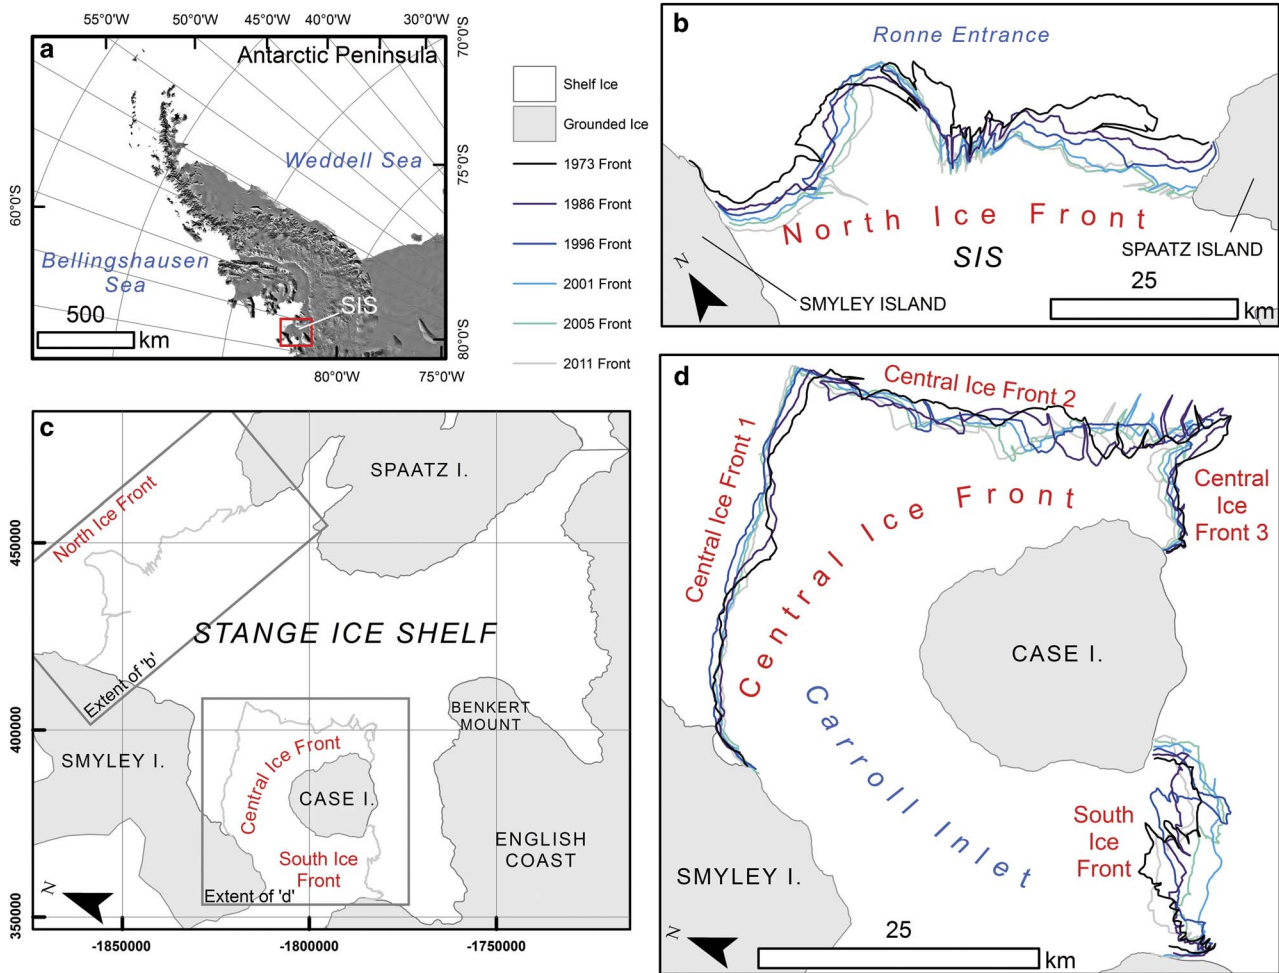 55°0'W 50°0'W 45°0'W 40°0'W 30°0'W
a
Antarctic Peninsula
70°0'S
75°0'S
80°0'S
60°0'S
Weddell Sea
Bellingshausen
Sea
SIS
500
km
80°0'W 75°0'W
Shelf Ice
Grounded Ice
1973 Front
1986 Front
1996 Front
2001 Front
2005 Front
2011 Front
b
Ronne Entrance
North Ice Front
SIS
SPAATZ ISLAND
SMYLEY ISLAND
N
25
km
c
North Ice Front
SPAATZ I.
STANGE ICE SHELF
Extent of 'b'
BENKERT
MOUNT
SMYLEY I.
Central Ice Front
CASE I.
South Ice
Front
ENGLISH
COAST
Extent of 'd'
N
450000
400000
350000
-1850000 -1800000 -1750000
d
Central Ice Front 2
Central Ice Front 1
Central
Ice
Front 3
Central Ice Front
CASE I.
Carroll Inlet
South
Ice
Front
SMYLEY I.
N
25
km